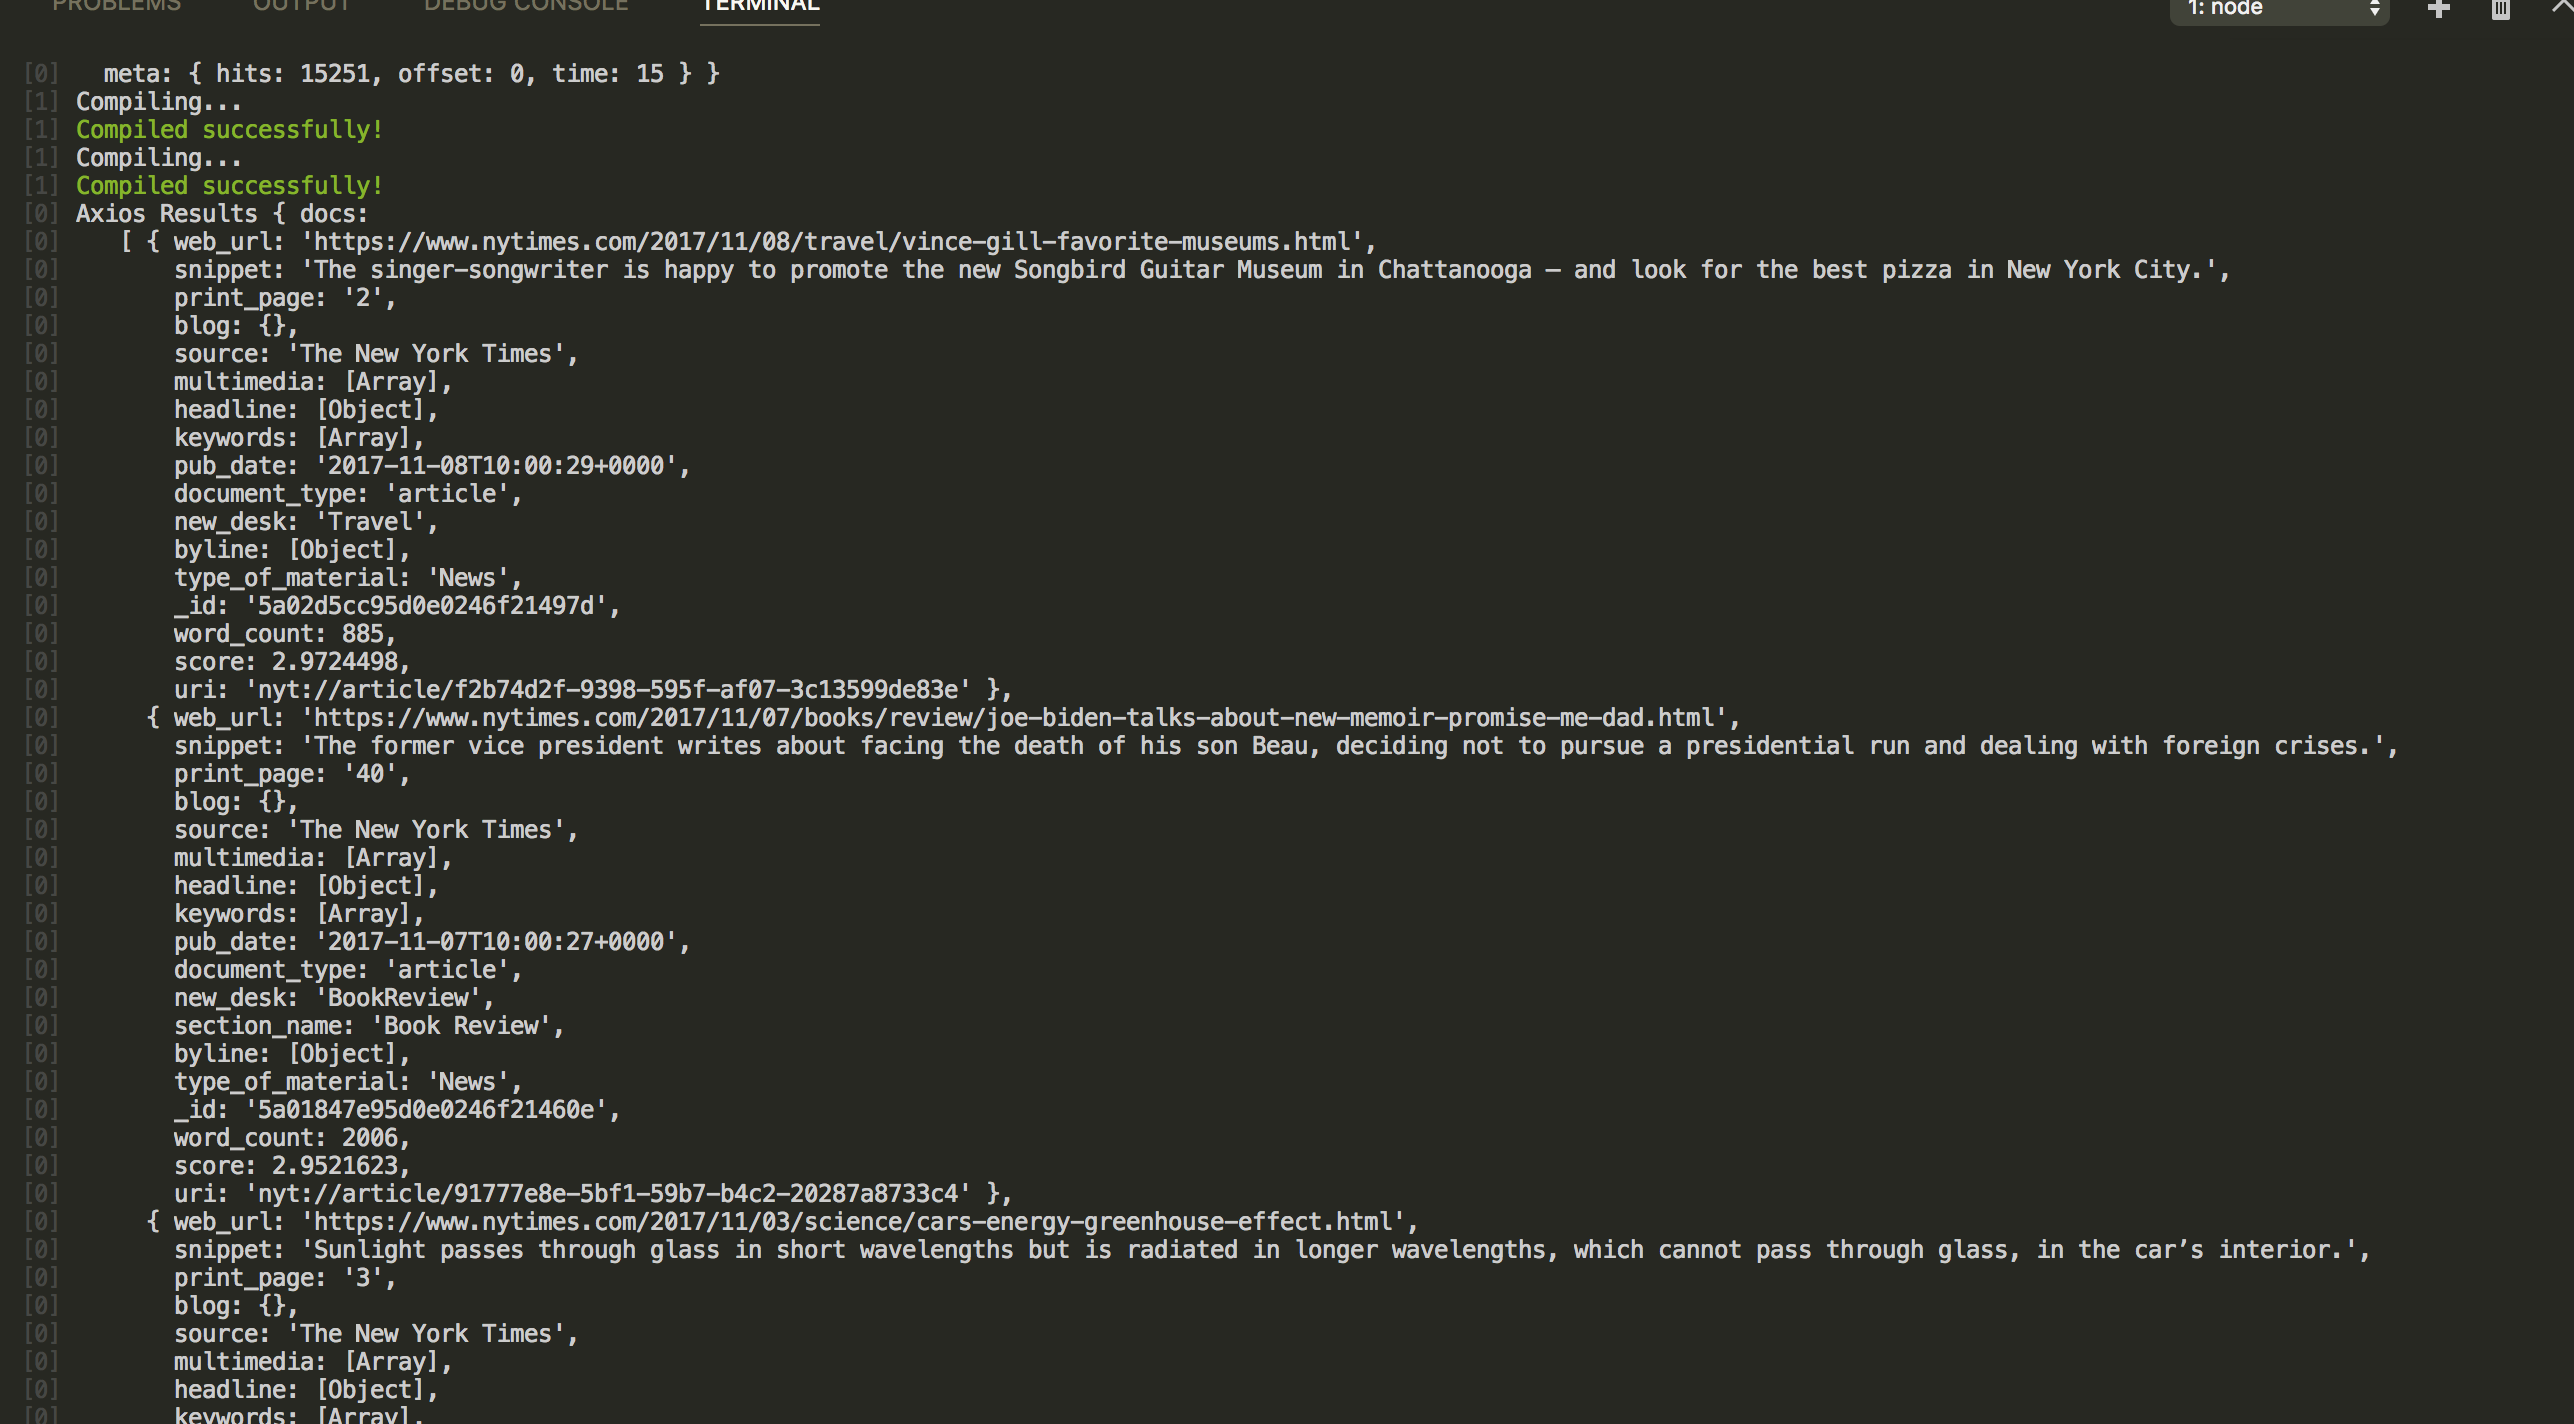 PROBLEMS OUTPUT DEBUG CONSOLE TERMINAL 1: node
[0]   meta: { hits: 15251, offset: 0, time: 15 } }
[1] Compiling...
[1] Compiled successfully!
[1] Compiling...
[1] Compiled successfully!
[0] Axios Results { docs:
[0]    [ { web_url: 'https://www.nytimes.com/2017/11/08/travel/vince-gill-favorite-museums.html',
[0]        snippet: 'The singer-songwriter is happy to promote the new Songbird Guitar Museum in Chattanooga — and look for the best pizza in New York City.',
[0]        print_page: '2',
[0]        blog: {},
[0]        source: 'The New York Times',
[0]        multimedia: [Array],
[0]        headline: [Object],
[0]        keywords: [Array],
[0]        pub_date: '2017-11-08T10:00:29+0000',
[0]        document_type: 'article',
[0]        new_desk: 'Travel',
[0]        byline: [Object],
[0]        type_of_material: 'News',
[0]        _id: '5a02d5cc95d0e0246f21497d',
[0]        word_count: 885,
[0]        score: 2.9724498,
[0]        uri: 'nyt://article/f2b74d2f-9398-595f-af07-3c13599de83e' },
[0]      { web_url: 'https://www.nytimes.com/2017/11/07/books/review/joe-biden-talks-about-new-memoir-promise-me-dad.html',
[0]        snippet: 'The former vice president writes about facing the death of his son Beau, deciding not to pursue a presidential run and dealing with foreign crises.',
[0]        print_page: '40',
[0]        blog: {},
[0]        source: 'The New York Times',
[0]        multimedia: [Array],
[0]        headline: [Object],
[0]        keywords: [Array],
[0]        pub_date: '2017-11-07T10:00:27+0000',
[0]        document_type: 'article',
[0]        new_desk: 'BookReview',
[0]        section_name: 'Book Review',
[0]        byline: [Object],
[0]        type_of_material: 'News',
[0]        _id: '5a01847e95d0e0246f21460e',
[0]        word_count: 2006,
[0]        score: 2.9521623,
[0]        uri: 'nyt://article/91777e8e-5bf1-59b7-b4c2-20287a8733c4' },
[0]      { web_url: 'https://www.nytimes.com/2017/11/03/science/cars-energy-greenhouse-effect.html',
[0]        snippet: 'Sunlight passes through glass in short wavelengths but is radiated in longer wavelengths, which cannot pass through glass, in the car’s interior.',
[0]        print_page: '3',
[0]        blog: {},
[0]        source: 'The New York Times',
[0]        multimedia: [Array],
[0]        headline: [Object],
[0]        keywords: [Array],